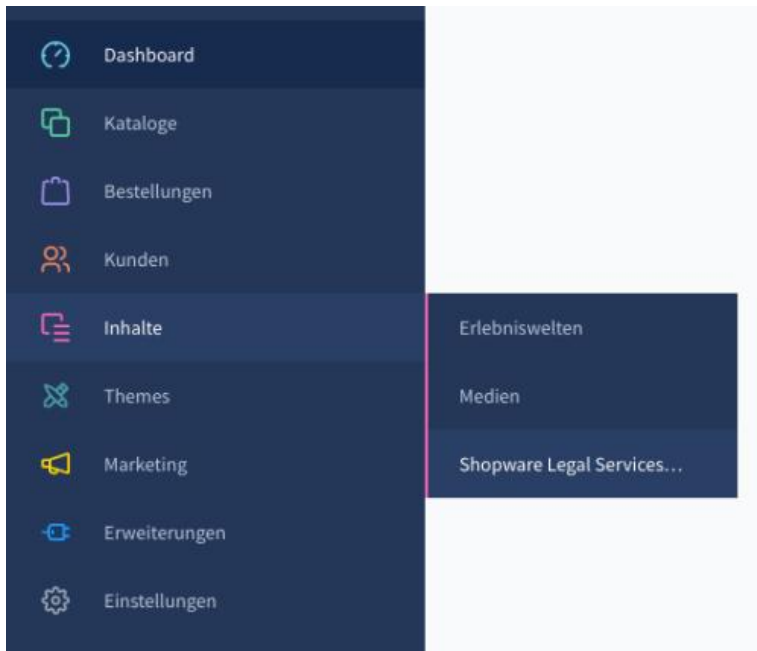 Dashboard
Kataloge
Bestellungen
Kunden
Inhalte
Erlebniswelten
Themes
Medien
Marketing
Shopware Legal Services...
Erweiterungen
Einstellungen